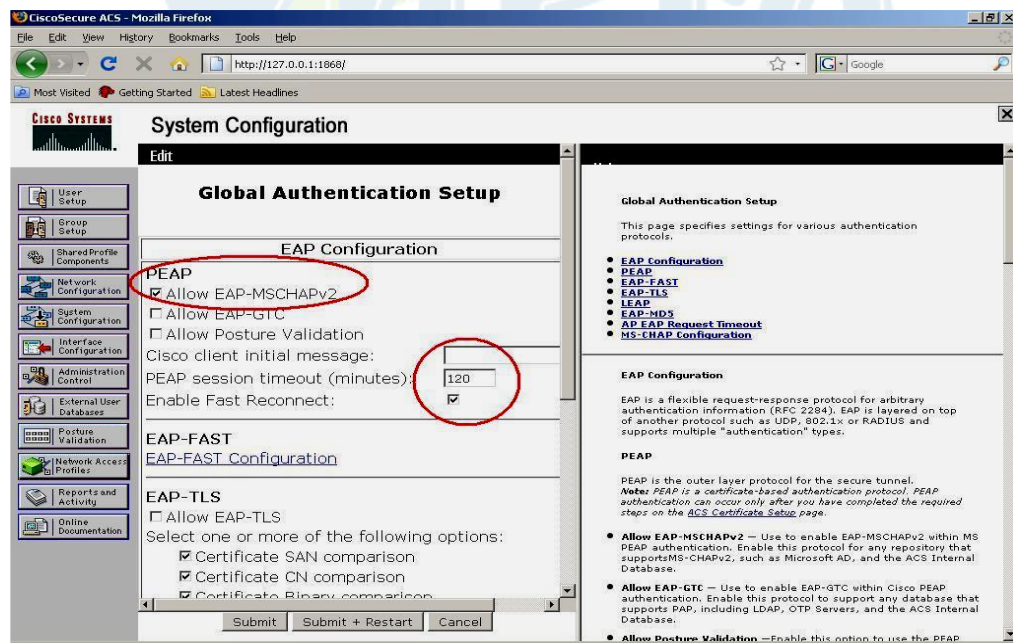 CiscoSecure ACS - Mozilla Firefox
File Edit View History Bookmarks Tools Help
http://127.0.0.1:1868/
G Google
Most Visited Getting Started Latest Headlines
CISCO SYSTEMS
System Configuration
Edit
User Setup
Group Setup
Shared Profile Components
Network Configuration
System Configuration
Interface Configuration
Administration Control
External User Databases
Posture Validation
Network Access Profiles
Reports and Activity
Online Documentation
Global Authentication Setup
EAP Configuration
PEAP
Allow EAP-MSCHAPv2
Allow EAP-GTC
Allow Posture Validation
Cisco client initial message:
PEAP session timeout (minutes): 120
Enable Fast Reconnect:
EAP-FAST
EAP-FAST Configuration
EAP-TLS
Allow EAP-TLS
Select one or more of the following options:
Certificate SAN comparison
Certificate CN comparison
Certificate Binary comparison
Submit Submit + Restart Cancel
Global Authentication Setup
This page specifies settings for various authentication
protocols.
EAP Configuration
PEAP
EAP-FAST
EAP-TLS
LEAP
EAP-MD5
AP EAP Request Timeout
MS-CHAP Configuration
EAP Configuration
EAP is a flexible request-response protocol for arbitrary
authentication information (RFC 2284). EAP is layered on top
of another protocol such as UDP, 802.1x or RADIUS and
supports multiple "authentication" types.
PEAP
PEAP is the outer layer protocol for the secure tunnel.
Note: PEAP is a certificate-based authentication protocol. PEAP
authentication can occur only after you have completed the required
steps on the ACS Certificate Setup page.
Allow EAP-MSCHAPv2 — Use to enable EAP-MSCHAPv2 within MS
PEAP authentication. Enable this protocol for any repository that
supportsMS-CHAPv2, such as Microsoft AD, and the ACS Internal
Database.
Allow EAP-GTC — Use to enable EAP-GTC within Cisco PEAP
authentication. Enable this protocol to support any database that
supports PAP, including LDAP, OTP Servers, and the ACS Internal
Database.
Allow Posture Validation —Enable this option to use the PEAP